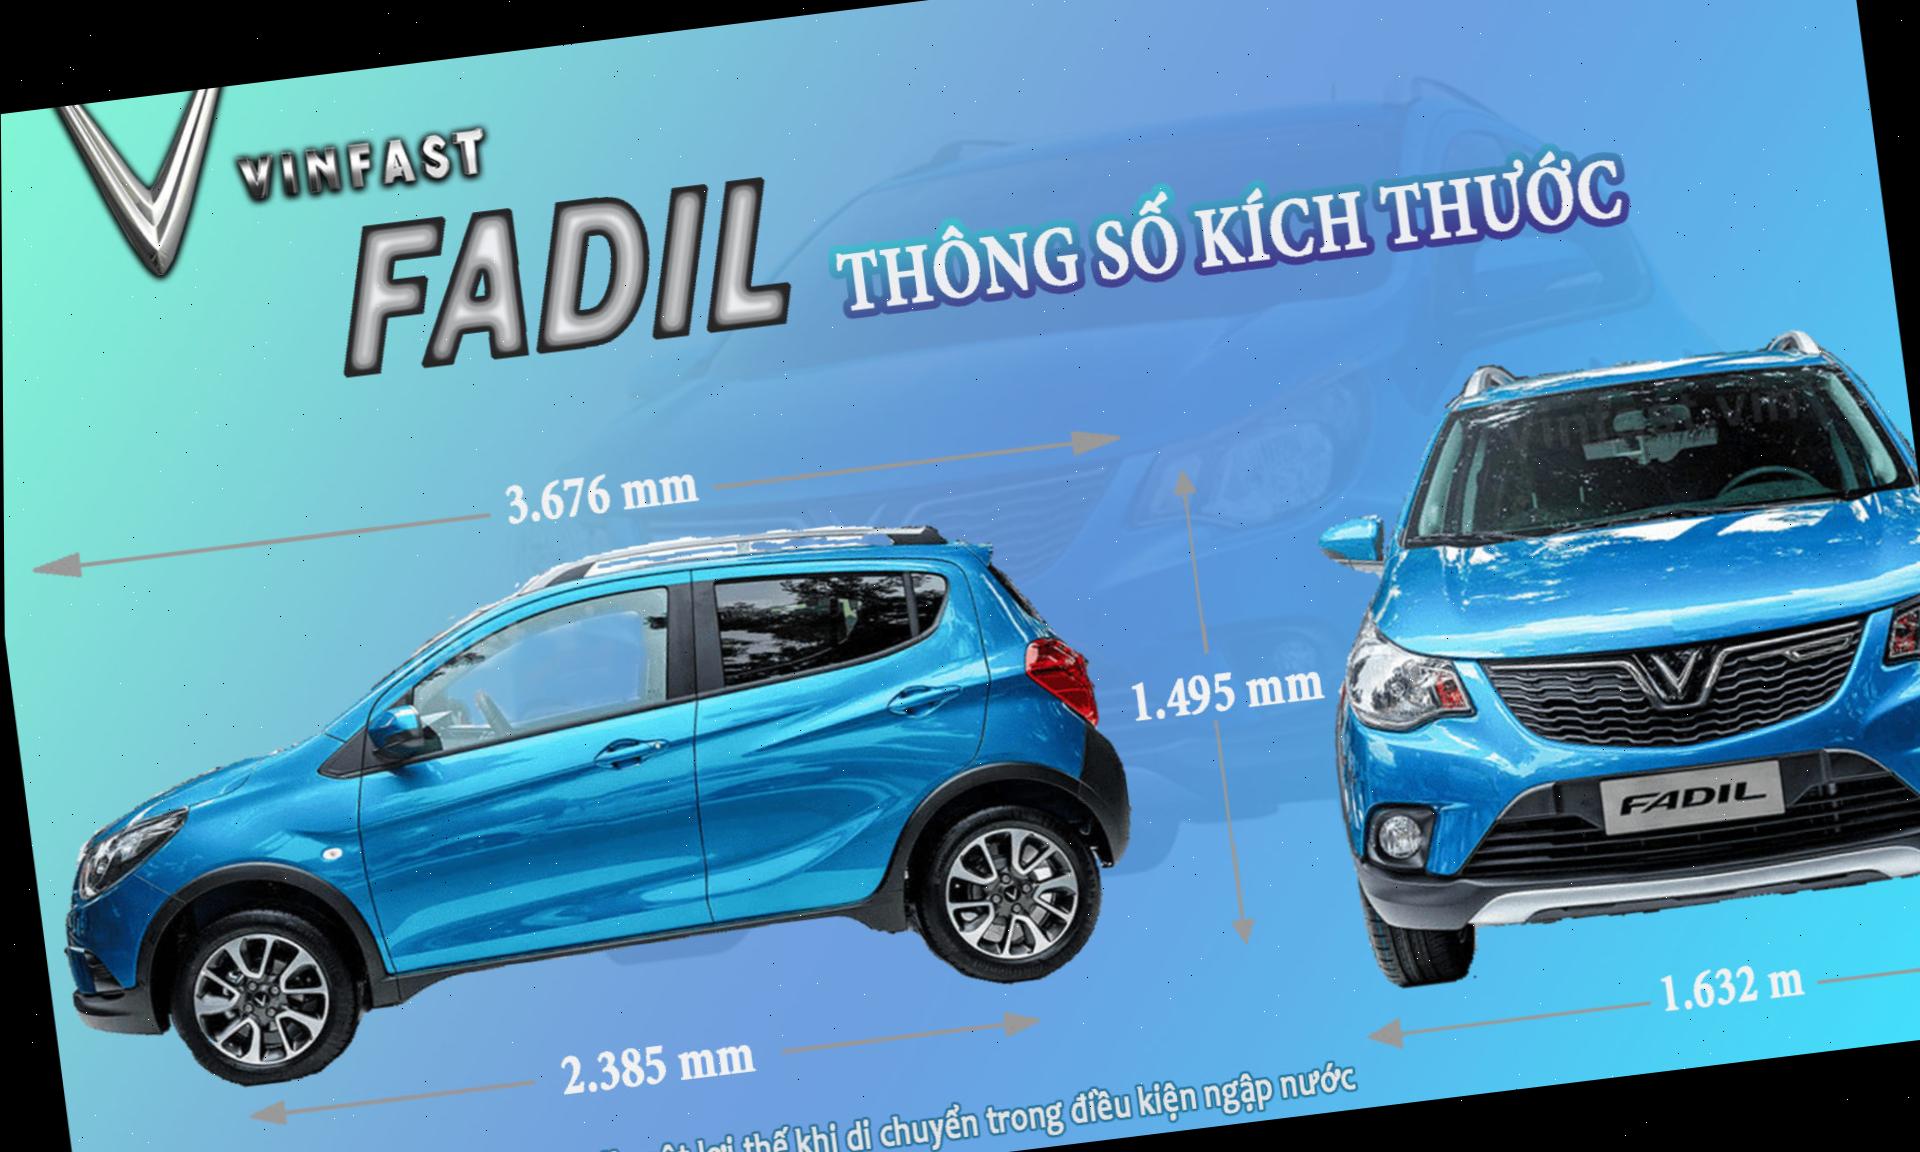 VINFAST
FADIL
THÔNG SỐ KÍCH THƯỚC
3.676 mm
1.495 mm
FADIL
1.632 m
2.385 mm
lợi thế khi di chuyển trong điều kiện ngập nước